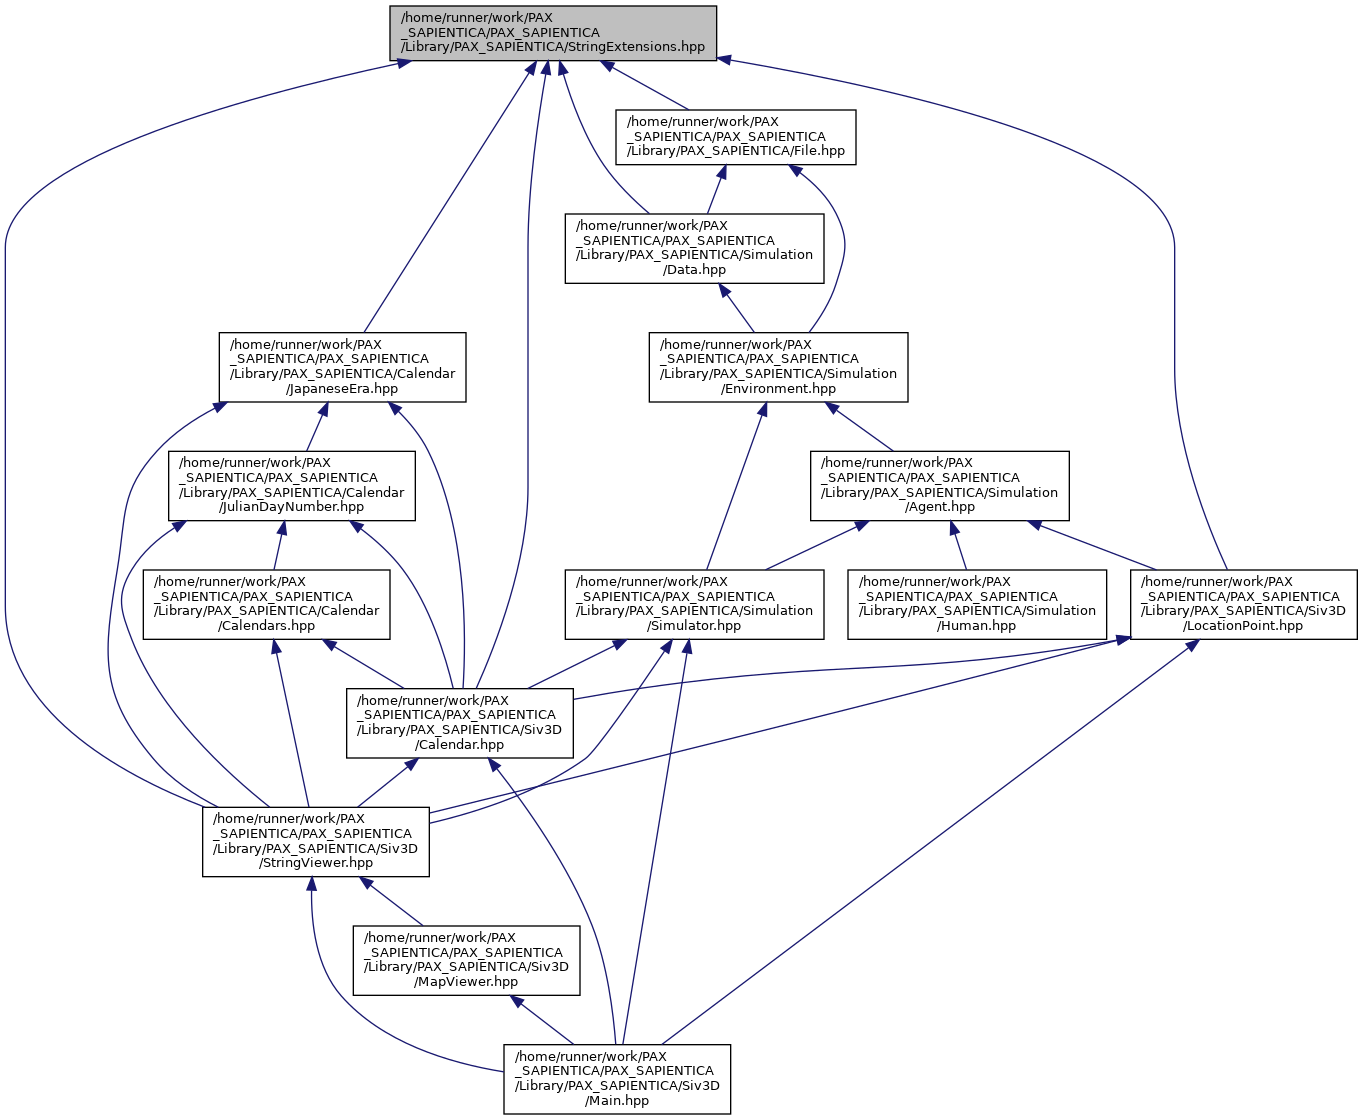 /home/runner/work/PAX
_SAPIENTICA/PAX_SAPIENTICA
/Library/PAX_SAPIENTICA/StringExtensions.hpp
/home/runner/work/PAX
_SAPIENTICA/PAX_SAPIENTICA
/Library/PAX_SAPIENTICA/File.hpp
/home/runner/work/PAX
_SAPIENTICA/PAX_SAPIENTICA
/Library/PAX_SAPIENTICA/Simulation
/Data.hpp
/home/runner/work/PAX
_SAPIENTICA/PAX_SAPIENTICA
/Library/PAX_SAPIENTICA/Calendar
/JapaneseEra.hpp
/home/runner/work/PAX
_SAPIENTICA/PAX_SAPIENTICA
/Library/PAX_SAPIENTICA/Simulation
/Environment.hpp
/home/runner/work/PAX
_SAPIENTICA/PAX_SAPIENTICA
/Library/PAX_SAPIENTICA/Calendar
/JulianDayNumber.hpp
/home/runner/work/PAX
_SAPIENTICA/PAX_SAPIENTICA
/Library/PAX_SAPIENTICA/Simulation
/Agent.hpp
/home/runner/work/PAX
_SAPIENTICA/PAX_SAPIENTICA
/Library/PAX_SAPIENTICA/Calendar
/Calendars.hpp
/home/runner/work/PAX
_SAPIENTICA/PAX_SAPIENTICA
/Library/PAX_SAPIENTICA/Simulation
/Simulator.hpp
/home/runner/work/PAX
_SAPIENTICA/PAX_SAPIENTICA
/Library/PAX_SAPIENTICA/Simulation
/Human.hpp
/home/runner/work/PAX
_SAPIENTICA/PAX_SAPIENTICA
/Library/PAX_SAPIENTICA/Siv3D
/LocationPoint.hpp
/home/runner/work/PAX
_SAPIENTICA/PAX_SAPIENTICA
/Library/PAX_SAPIENTICA/Siv3D
/Calendar.hpp
/home/runner/work/PAX
_SAPIENTICA/PAX_SAPIENTICA
/Library/PAX_SAPIENTICA/Siv3D
/StringViewer.hpp
/home/runner/work/PAX
_SAPIENTICA/PAX_SAPIENTICA
/Library/PAX_SAPIENTICA/Siv3D
/MapViewer.hpp
/home/runner/work/PAX
_SAPIENTICA/PAX_SAPIENTICA
/Library/PAX_SAPIENTICA/Siv3D
/Main.hpp